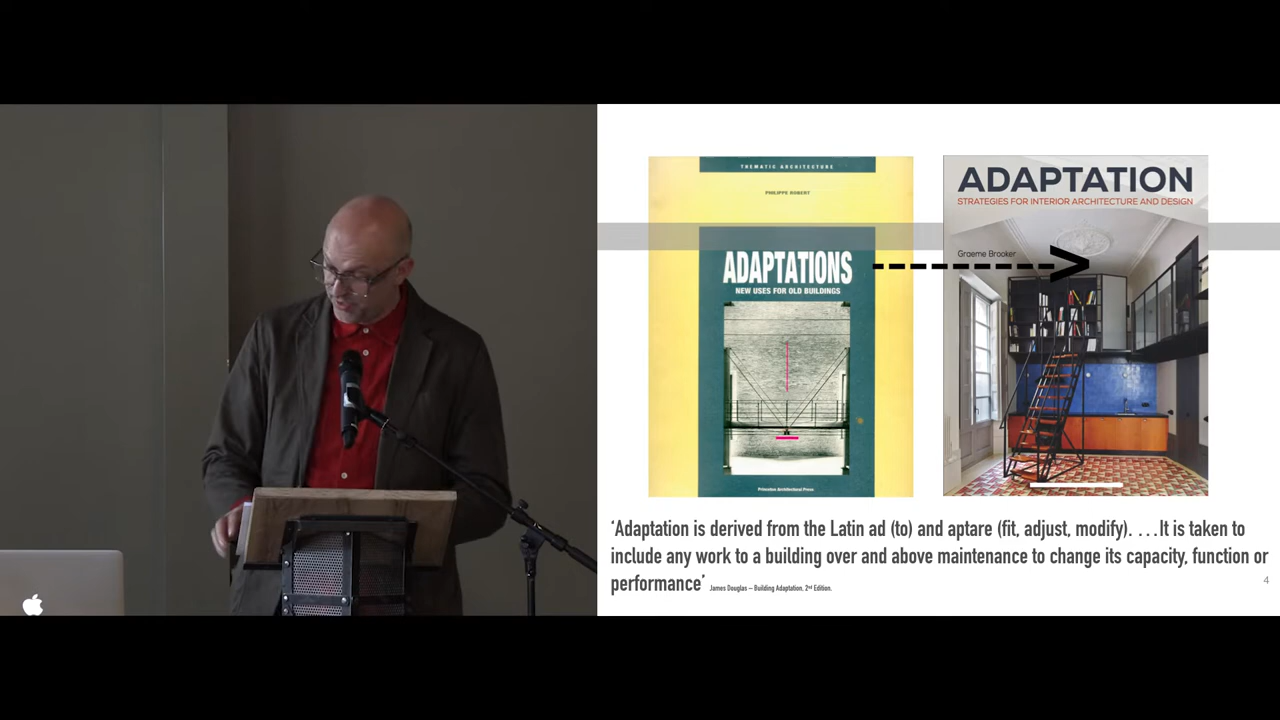 THEMATIC ARCHITECTURE
PHILIPPE ROBERT
ADAPTATIONS
NEW USES FOR OLD BUILDINGS
Princeton Architectural Press
ADAPTATION
STRATEGIES FOR INTERIOR ARCHITECTURE AND DESIGN
Graeme Brooker
‘Adaptation is derived from the Latin ad (to) and aptare (fit, adjust, modify). . . .It is taken to
include any work to a building over and above maintenance to change its capacity, function or
performance’ James Douglas – Building Adaptation, 2nd Edition.
4